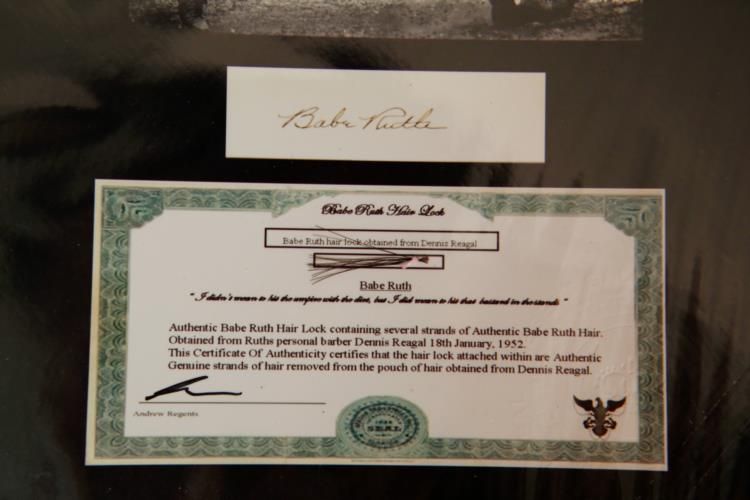 Babe Ruth
Babe Ruth Hair Lock
Babe Ruth hair lock obtained from Dennis Reagal
Babe Ruth
"I didn't mean to hit the umpire with the dirt, but I did mean to hit that bastard in the stands"
Authentic Babe Ruth Hair Lock containing several strands of Authentic Babe Ruth Hair.
Obtained from Ruths personal barber Dennis Reagal 18th January, 1952.
This Certificate Of Authenticity certifies that the hair lock attached within are Authentic
Genuine strands of hair removed from the pouch of hair obtained from Dennis Reagal.
Andrew Regents
SEAL